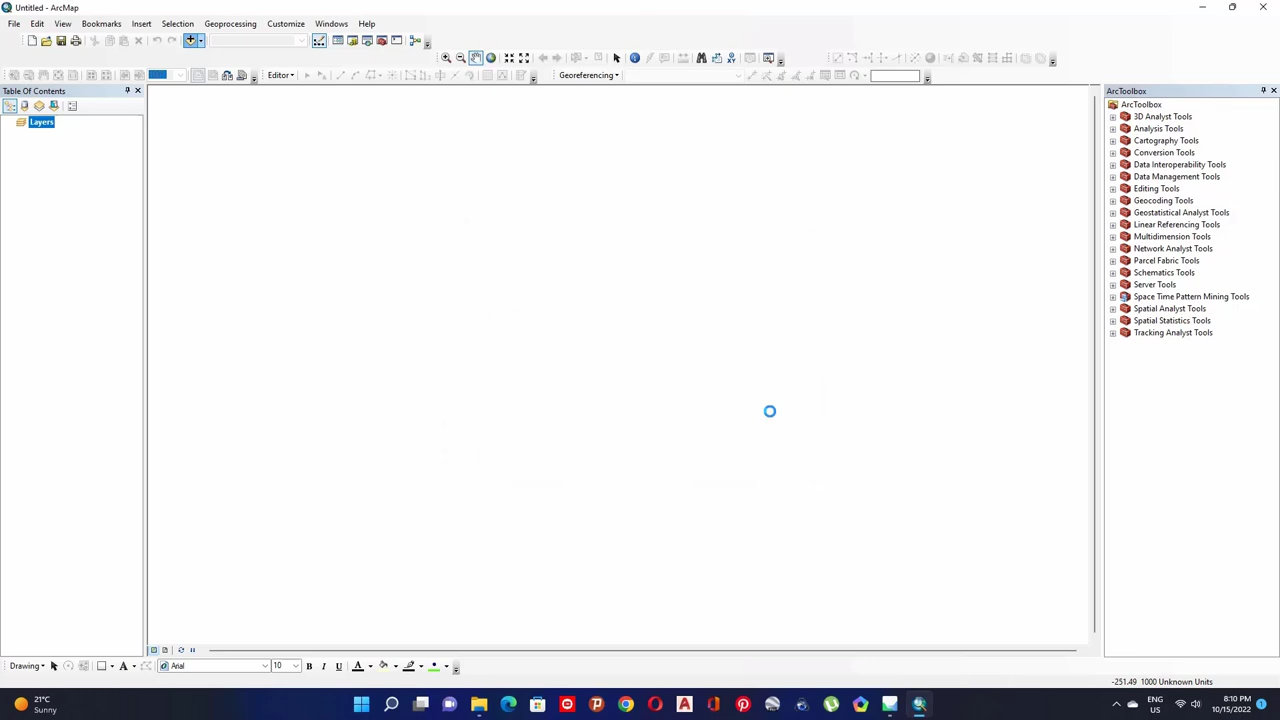 Untitled - ArcMap
File Edit View Bookmarks Insert Selection Geoprocessing Customize Windows Help
Editor
Georeferencing
Table Of Contents
Layers
ArcToolbox
ArcToolbox
3D Analyst Tools
Analysis Tools
Cartography Tools
Conversion Tools
Data Interoperability Tools
Data Management Tools
Editing Tools
Geocoding Tools
Geostatistical Analyst Tools
Linear Referencing Tools
Multidimension Tools
Network Analyst Tools
Parcel Fabric Tools
Schematics Tools
Server Tools
Space Time Pattern Mining Tools
Spatial Analyst Tools
Spatial Statistics Tools
Tracking Analyst Tools
Drawing A Arial 10 B I U A
-251.49 1000 Unknown Units
21°C
Sunny
ENG
US
8:10 PM
10/15/2022